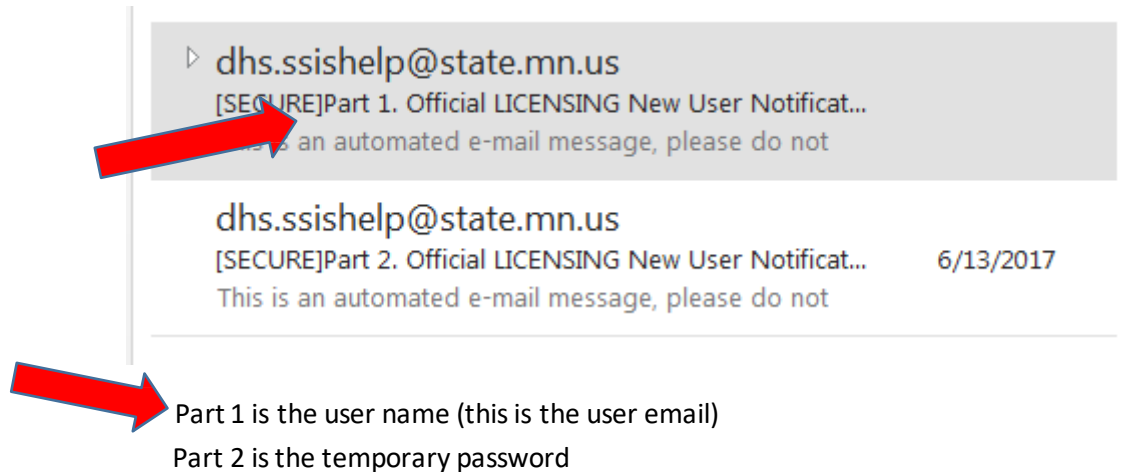 dhs.ssishelp@state.mn.us
[SECURE]Part 1. Official LICENSING New User Notificat...
This is an automated e-mail message, please do not
dhs.ssishelp@state.mn.us
[SECURE]Part 2. Official LICENSING New User Notificat... 6/13/2017
This is an automated e-mail message, please do not
Part 1 is the user name (this is the user email)
Part 2 is the temporary password